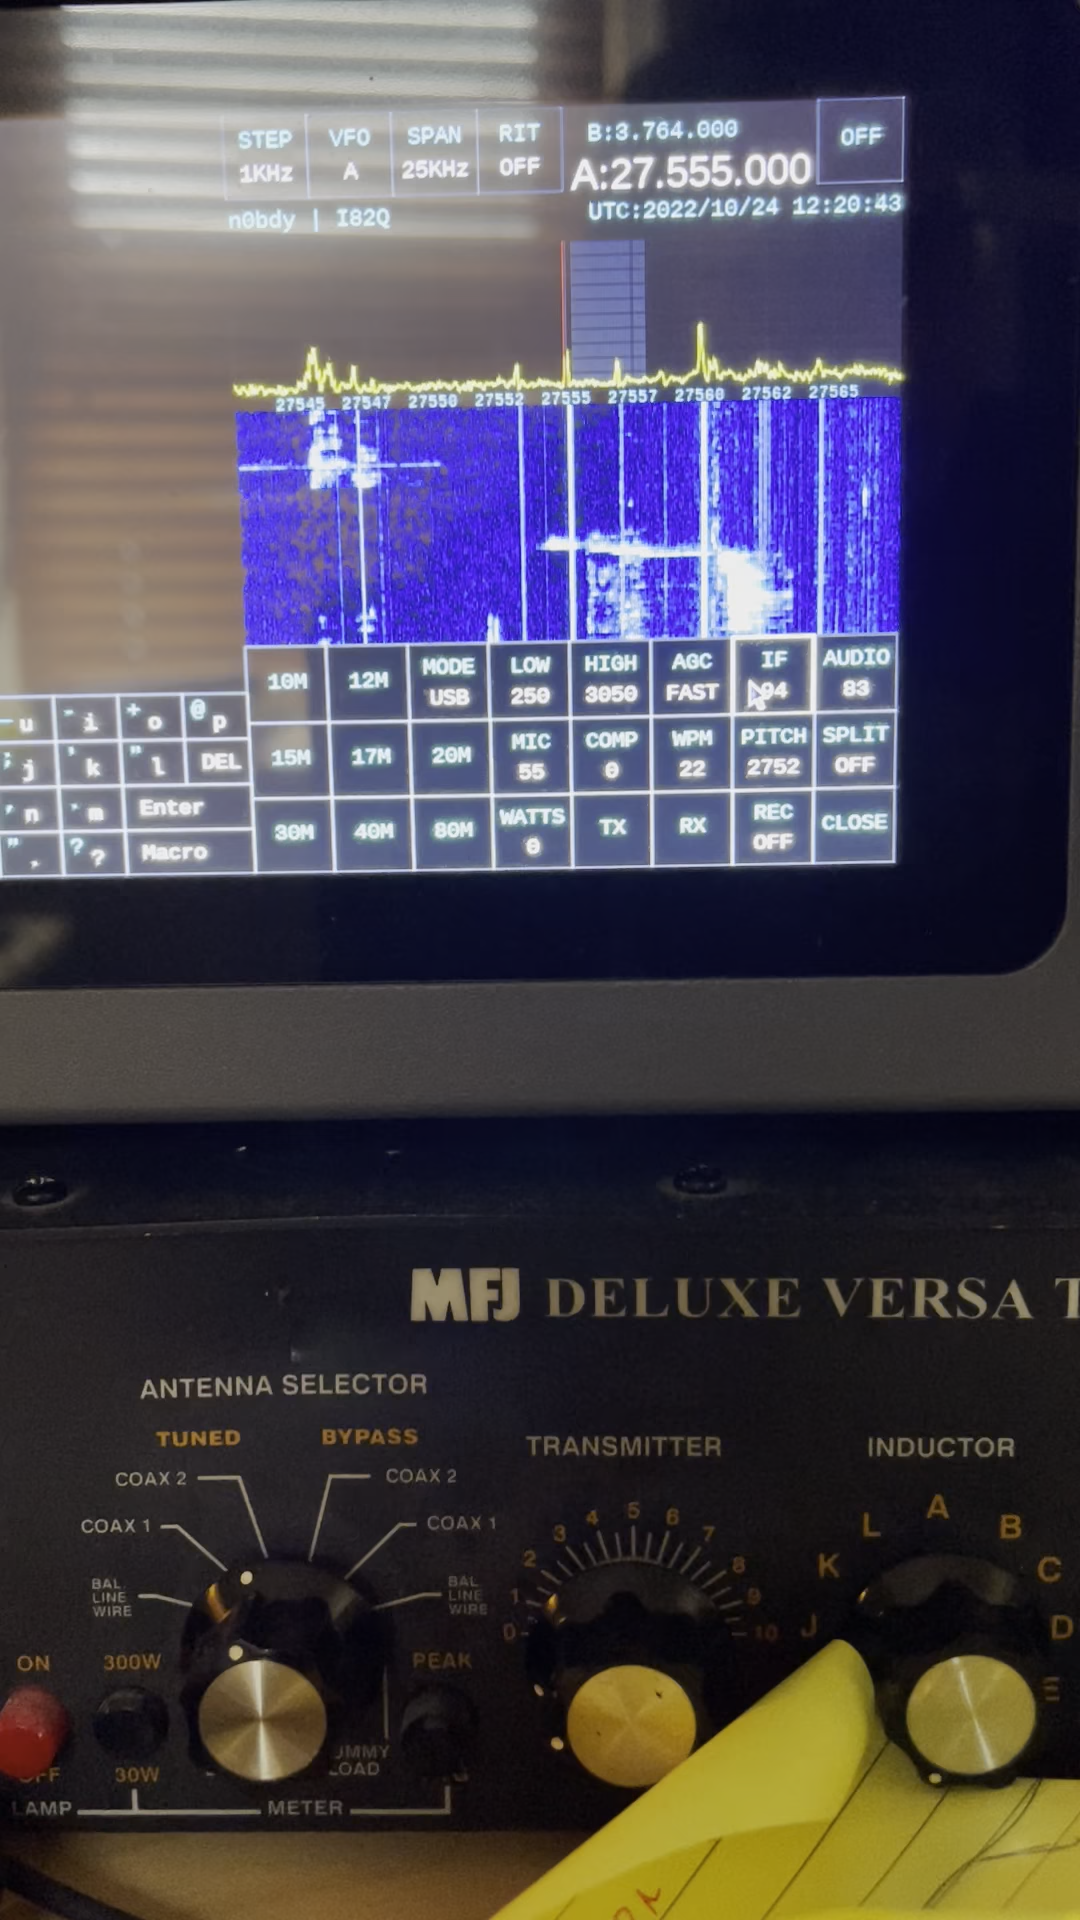 STEP VFO SPAN RIT B:3.764.000 OFF
1KHz A 25KHz OFF A:27.555.000
UTC:2022/10/24 12:20:43
n0bdy | I82Q
27545 27547 27550 27552 27555 27557 27560 27562 27565
10M 12M MODE LOW HIGH AGC IF AUDIO
USB 250 3050 FAST 94 83
15M 17M 20M MIC COMP WPM PITCH SPLIT
55 0 22 2752 OFF
30M 40M 80M WATTS TX RX REC CLOSE
0 OFF
- u - i + o @ p
; j ' k " l DEL
' n m Enter
" , ? ? Macro
MFJ DELUXE VERSA T
ANTENNA SELECTOR
TUNED BYPASS
COAX 2 COAX 2
COAX 1 COAX 1
BAL LINE WIRE
BAL LINE WIRE
TRANSMITTER
0 1 2 3 4 5 6 7 8 9 10
INDUCTOR
J K L A B C D E
ON 300W PEAK
OFF 30W
UMMY
LOAD
LAMP METER